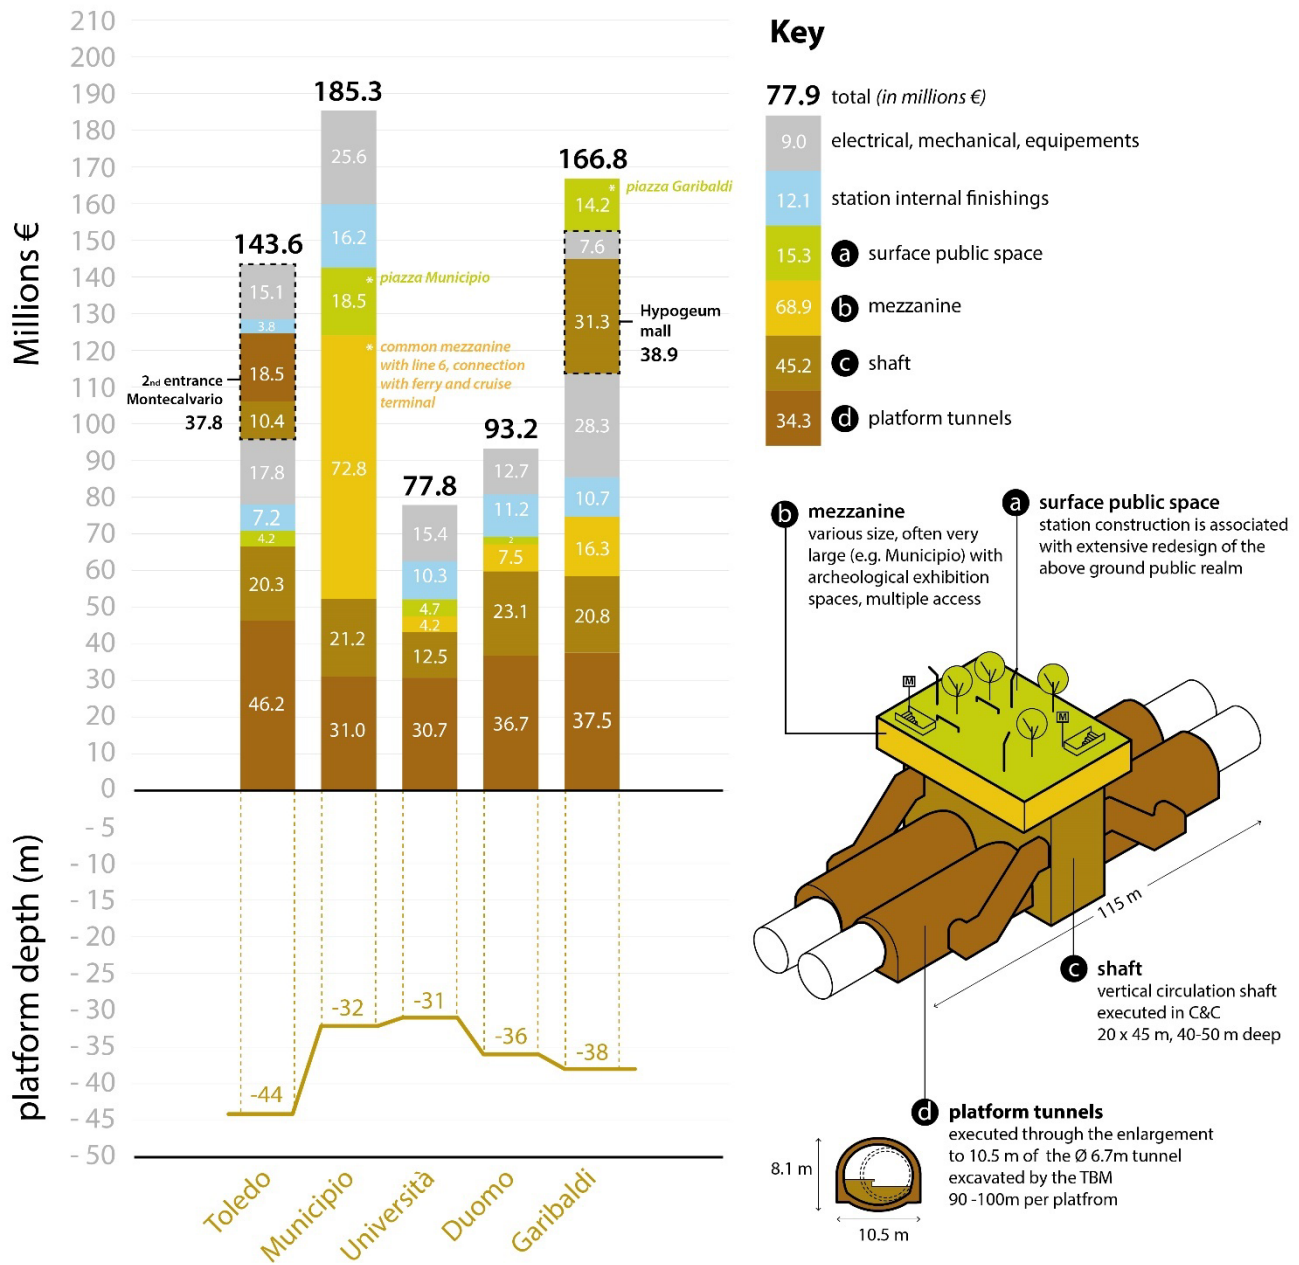 Millions €
210
200
190
180
170
160
150
140
130
120
110
100
90
80
70
60
50
40
30
20
10
0
143.6
15.1
3.8
18.5
10.4
17.8
7.2
4.2
20.3
46.2
2nd entrance
Montecalvario
37.8
185.3
25.6
16.2
18.5
72.8
21.2
31.0
* piazza Municipio
* common mezzanine
with line 6, connection
with ferry and cruise
terminal
77.8
15.4
10.3
4.7
4.2
12.5
30.7
93.2
12.7
11.2
2
7.5
23.1
36.7
166.8
14.2
7.6
31.3
28.3
10.7
16.3
20.8
37.5
* piazza Garibaldi
Hypogeum
mall
38.9
platform depth (m)
- 5
- 10
- 15
- 20
- 25
- 30
- 35
- 40
- 45
- 50
-44
-32
-31
-36
-38
Toledo
Municipio
Università
Duomo
Garibaldi
Key
77.9 total (in millions €)
9.0 electrical, mechanical, equipements
12.1 station internal finishings
15.3 a surface public space
68.9 b mezzanine
45.2 c shaft
34.3 d platform tunnels
b mezzanine
various size, often very
large (e.g. Municipio) with
archeological exhibition
spaces, multiple access
a surface public space
station construction is associated
with extensive redesign of the
above ground public realm
M
M
115 m
c shaft
vertical circulation shaft
executed in C&C
20 x 45 m, 40-50 m deep
d platform tunnels
executed through the enlargement
to 10.5 m of the Ø 6.7m tunnel
excavated by the TBM
90 -100m per platfrom
8.1 m
10.5 m